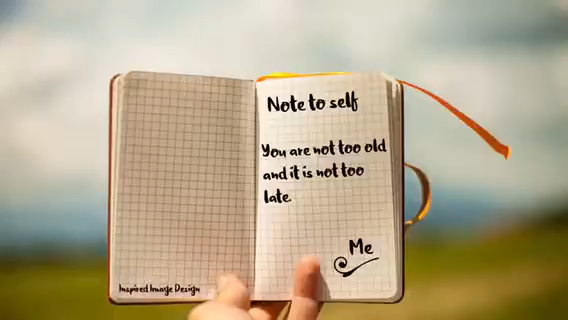 Note to self
You are not too old
and it is not too
late.
Me
Inspired Image Design